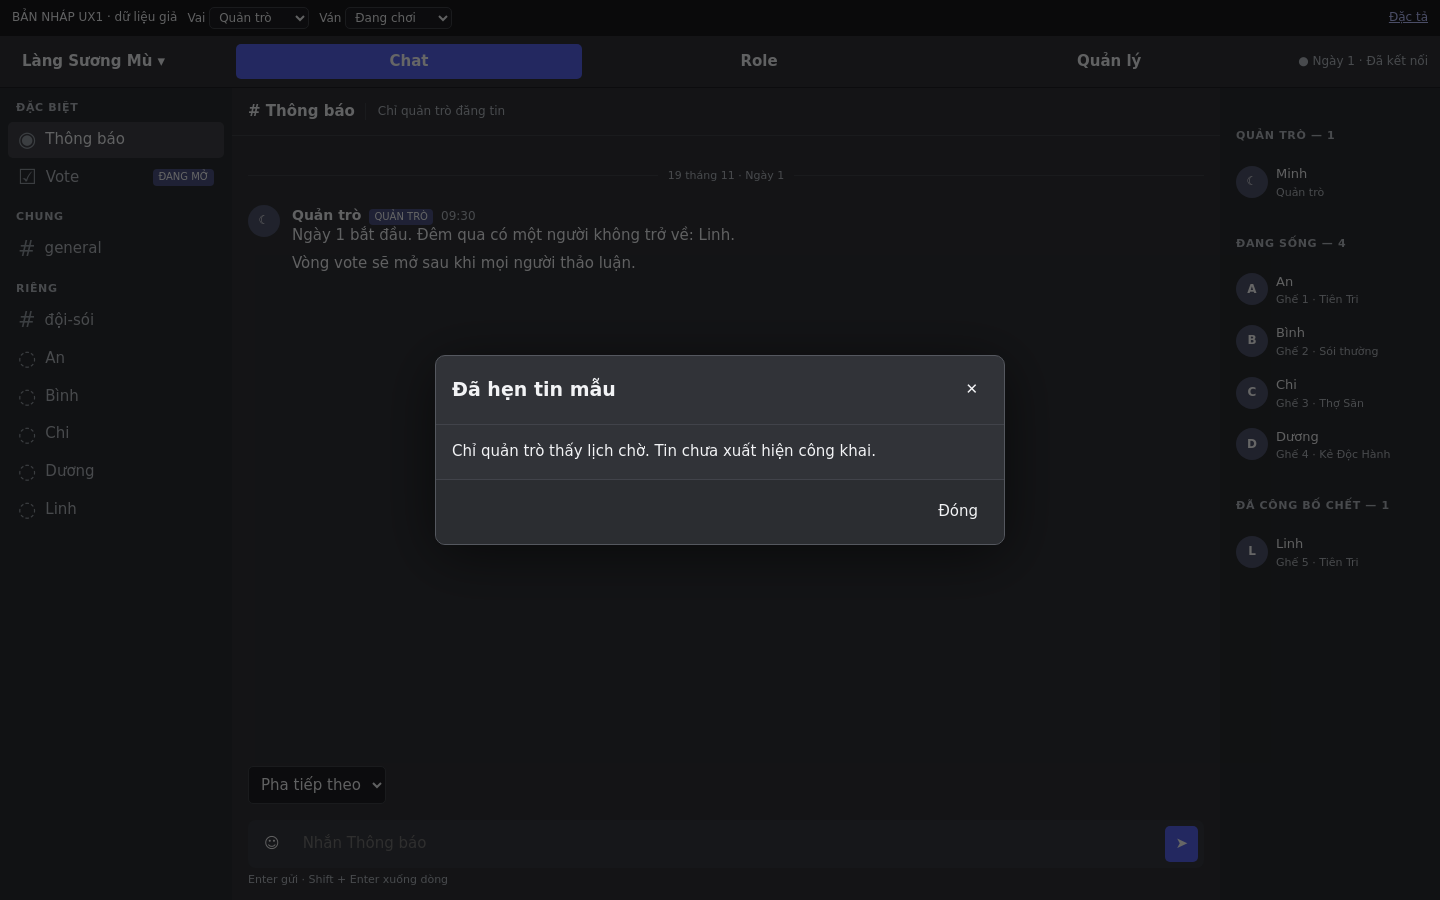 BẢN NHÁP UX1 · dữ liệu giả Vai Quản trò Ván Đang chơi Đặc tả
Làng Sương Mù ▾ Chat Role Quản lý ● Ngày 1 · Đã kết nối
ĐẶC BIỆT
Thông báo
Vote ĐANG MỞ
CHUNG
# general
RIÊNG
# đội-sói
An
Bình
Chi
Dương
Linh
# Thông báo Chỉ quản trò đăng tin
19 tháng 11 · Ngày 1
Quản trò QUẢN TRÒ 09:30
Ngày 1 bắt đầu. Đêm qua có một người không trở về: Linh.
Vòng vote sẽ mở sau khi mọi người thảo luận.
Đã hẹn tin mẫu ×
Chỉ quản trò thấy lịch chờ. Tin chưa xuất hiện công khai.
Đóng
Pha tiếp theo
Nhắn Thông báo
Enter gửi · Shift + Enter xuống dòng
QUẢN TRÒ — 1
Minh
Quản trò
ĐANG SỐNG — 4
A An
Ghế 1 · Tiên Tri
B Bình
Ghế 2 · Sói thường
C Chi
Ghế 3 · Thợ Săn
D Dương
Ghế 4 · Kẻ Độc Hành
ĐÃ CÔNG BỐ CHẾT — 1
L Linh
Ghế 5 · Tiên Tri